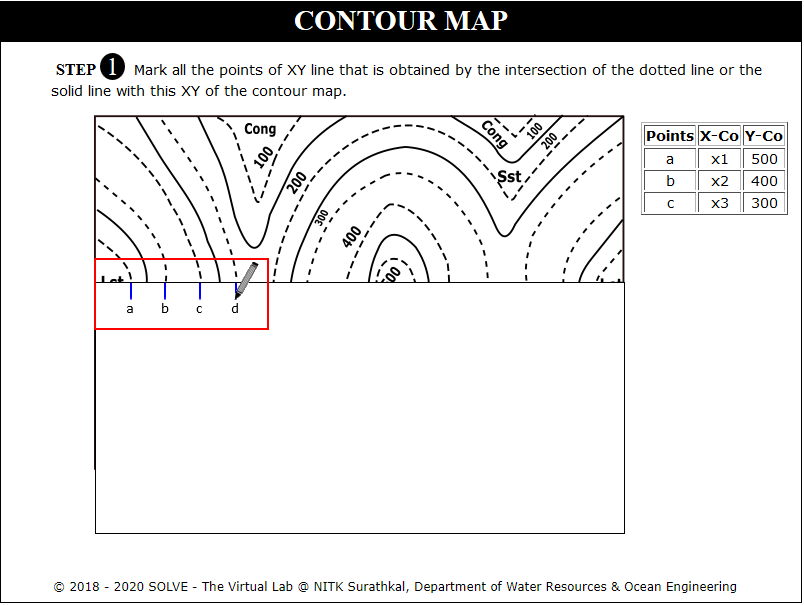 CONTOUR MAP
STEP 1 Mark all the points of XY line that is obtained by the intersection of the dotted line or the
solid line with this XY of the contour map.
Points X-Co Y-Co
a x1 500
b x2 400
c x3 300
Cong
100
200
300
400
Cong
100
200
Sst
a b c d
© 2018 - 2020 SOLVE - The Virtual Lab @ NITK Surathkal, Department of Water Resources & Ocean Engineering